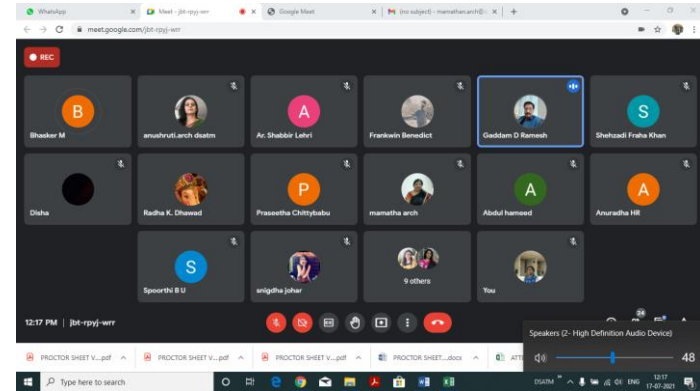 WhatsApp
Meet - jbt-rpyj-wrr
Google Meet
(no subject) - mamathan.arch@
meet.google.com/jbt-rpyj-wrr
REC
B
Bhasker M
anushruti.arch dsatm
A
Ar. Shabbir Lehri
Frankwin Benedict
Gaddam D Ramesh
S
Shehzadi Fraha Khan
Disha
Radha K. Dhawad
P
Praseetha Chittybabu
mamatha arch
A
Abdul hameed
A
Anuradha HR
S
Spoorthi B U
snigdha johar
9 others
You
12:17 PM | jbt-rpyj-wrr
24
Speakers (2- High Definition Audio Device)
48
PROCTOR SHEET V....pdf
PROCTOR SHEET V....pdf
PROCTOR SHEET V....pdf
PROCTOR SHEET....docx
Type here to search
DSATM
ENG
12:17
17-07-2021